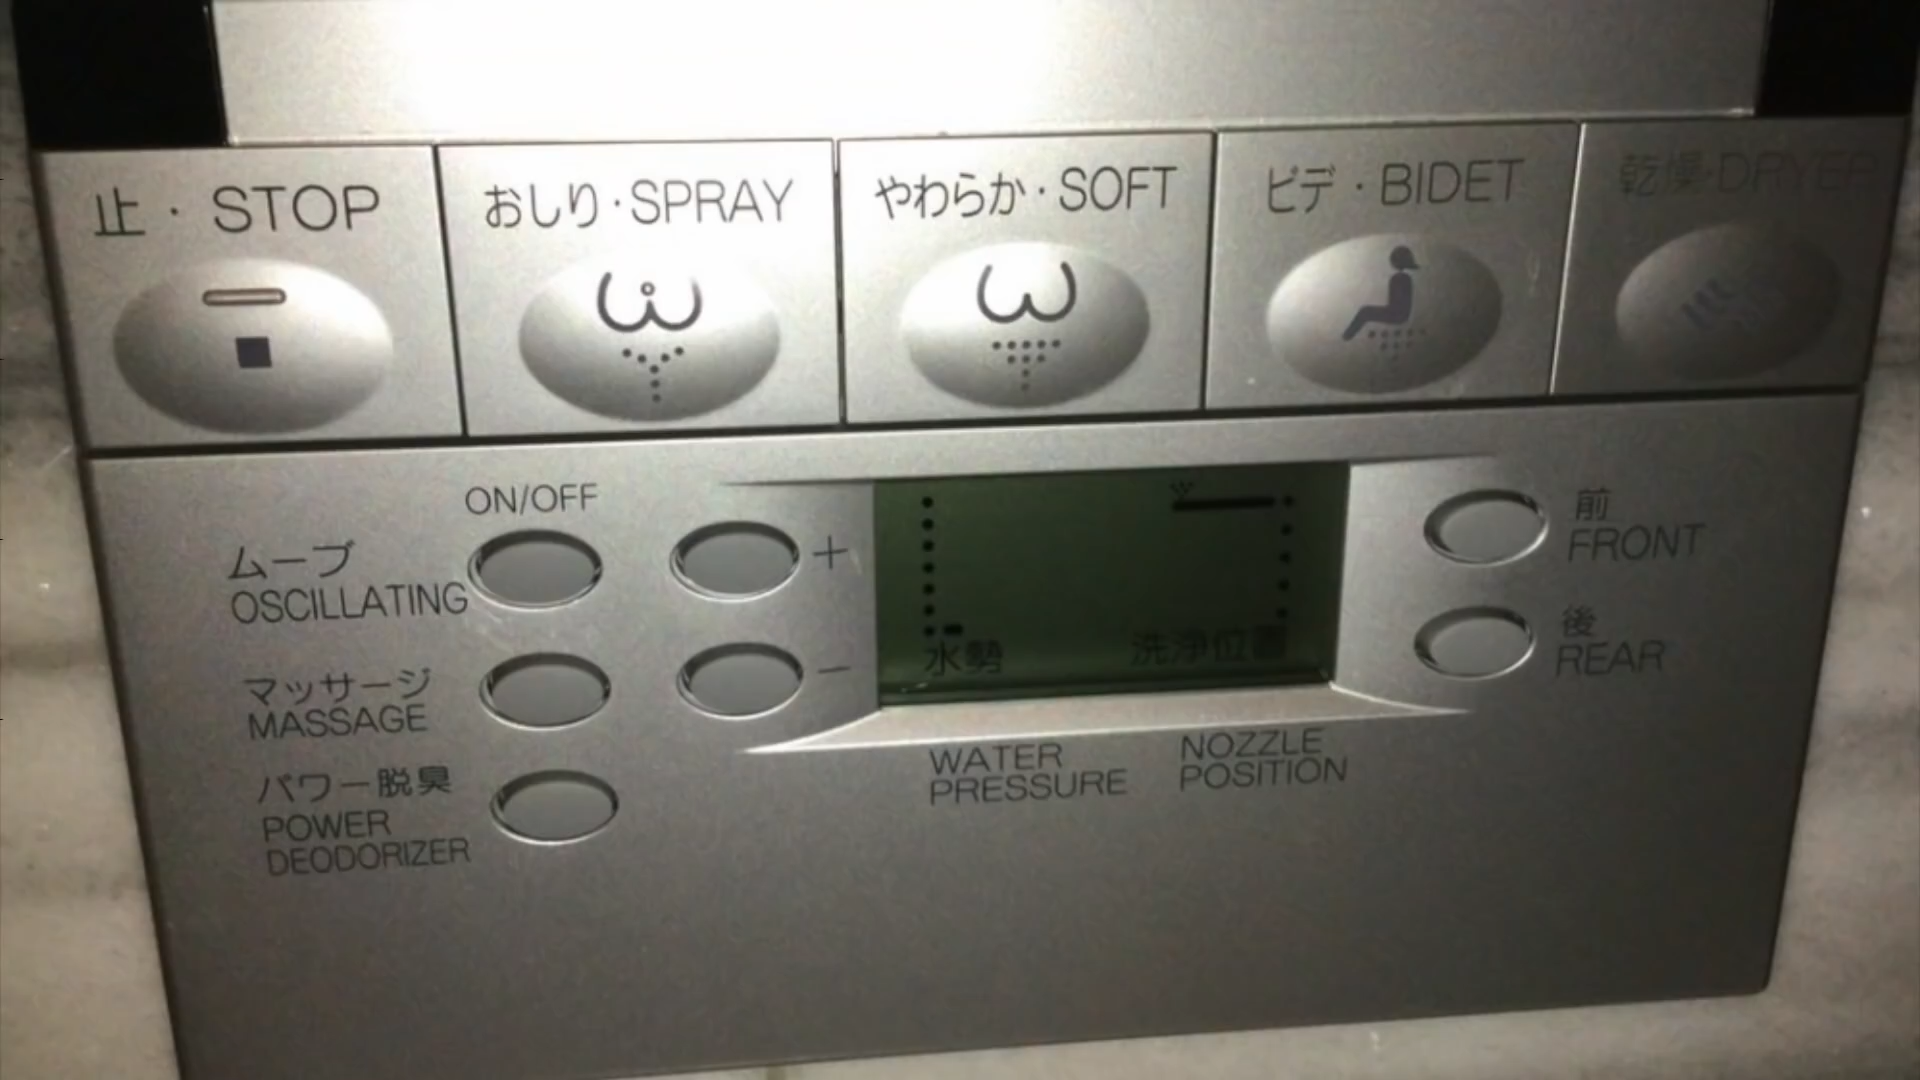 止・STOP
おしり・SPRAY
やわらか・SOFT
ビデ・BIDET
乾燥・DRYER
ON/OFF
ムーブ
OSCILLATING
マッサージ
MASSAGE
パワー脱臭
POWER
DEODORIZER
+
−
水勢
洗浄位置
WATER
PRESSURE
NOZZLE
POSITION
前
FRONT
後
REAR